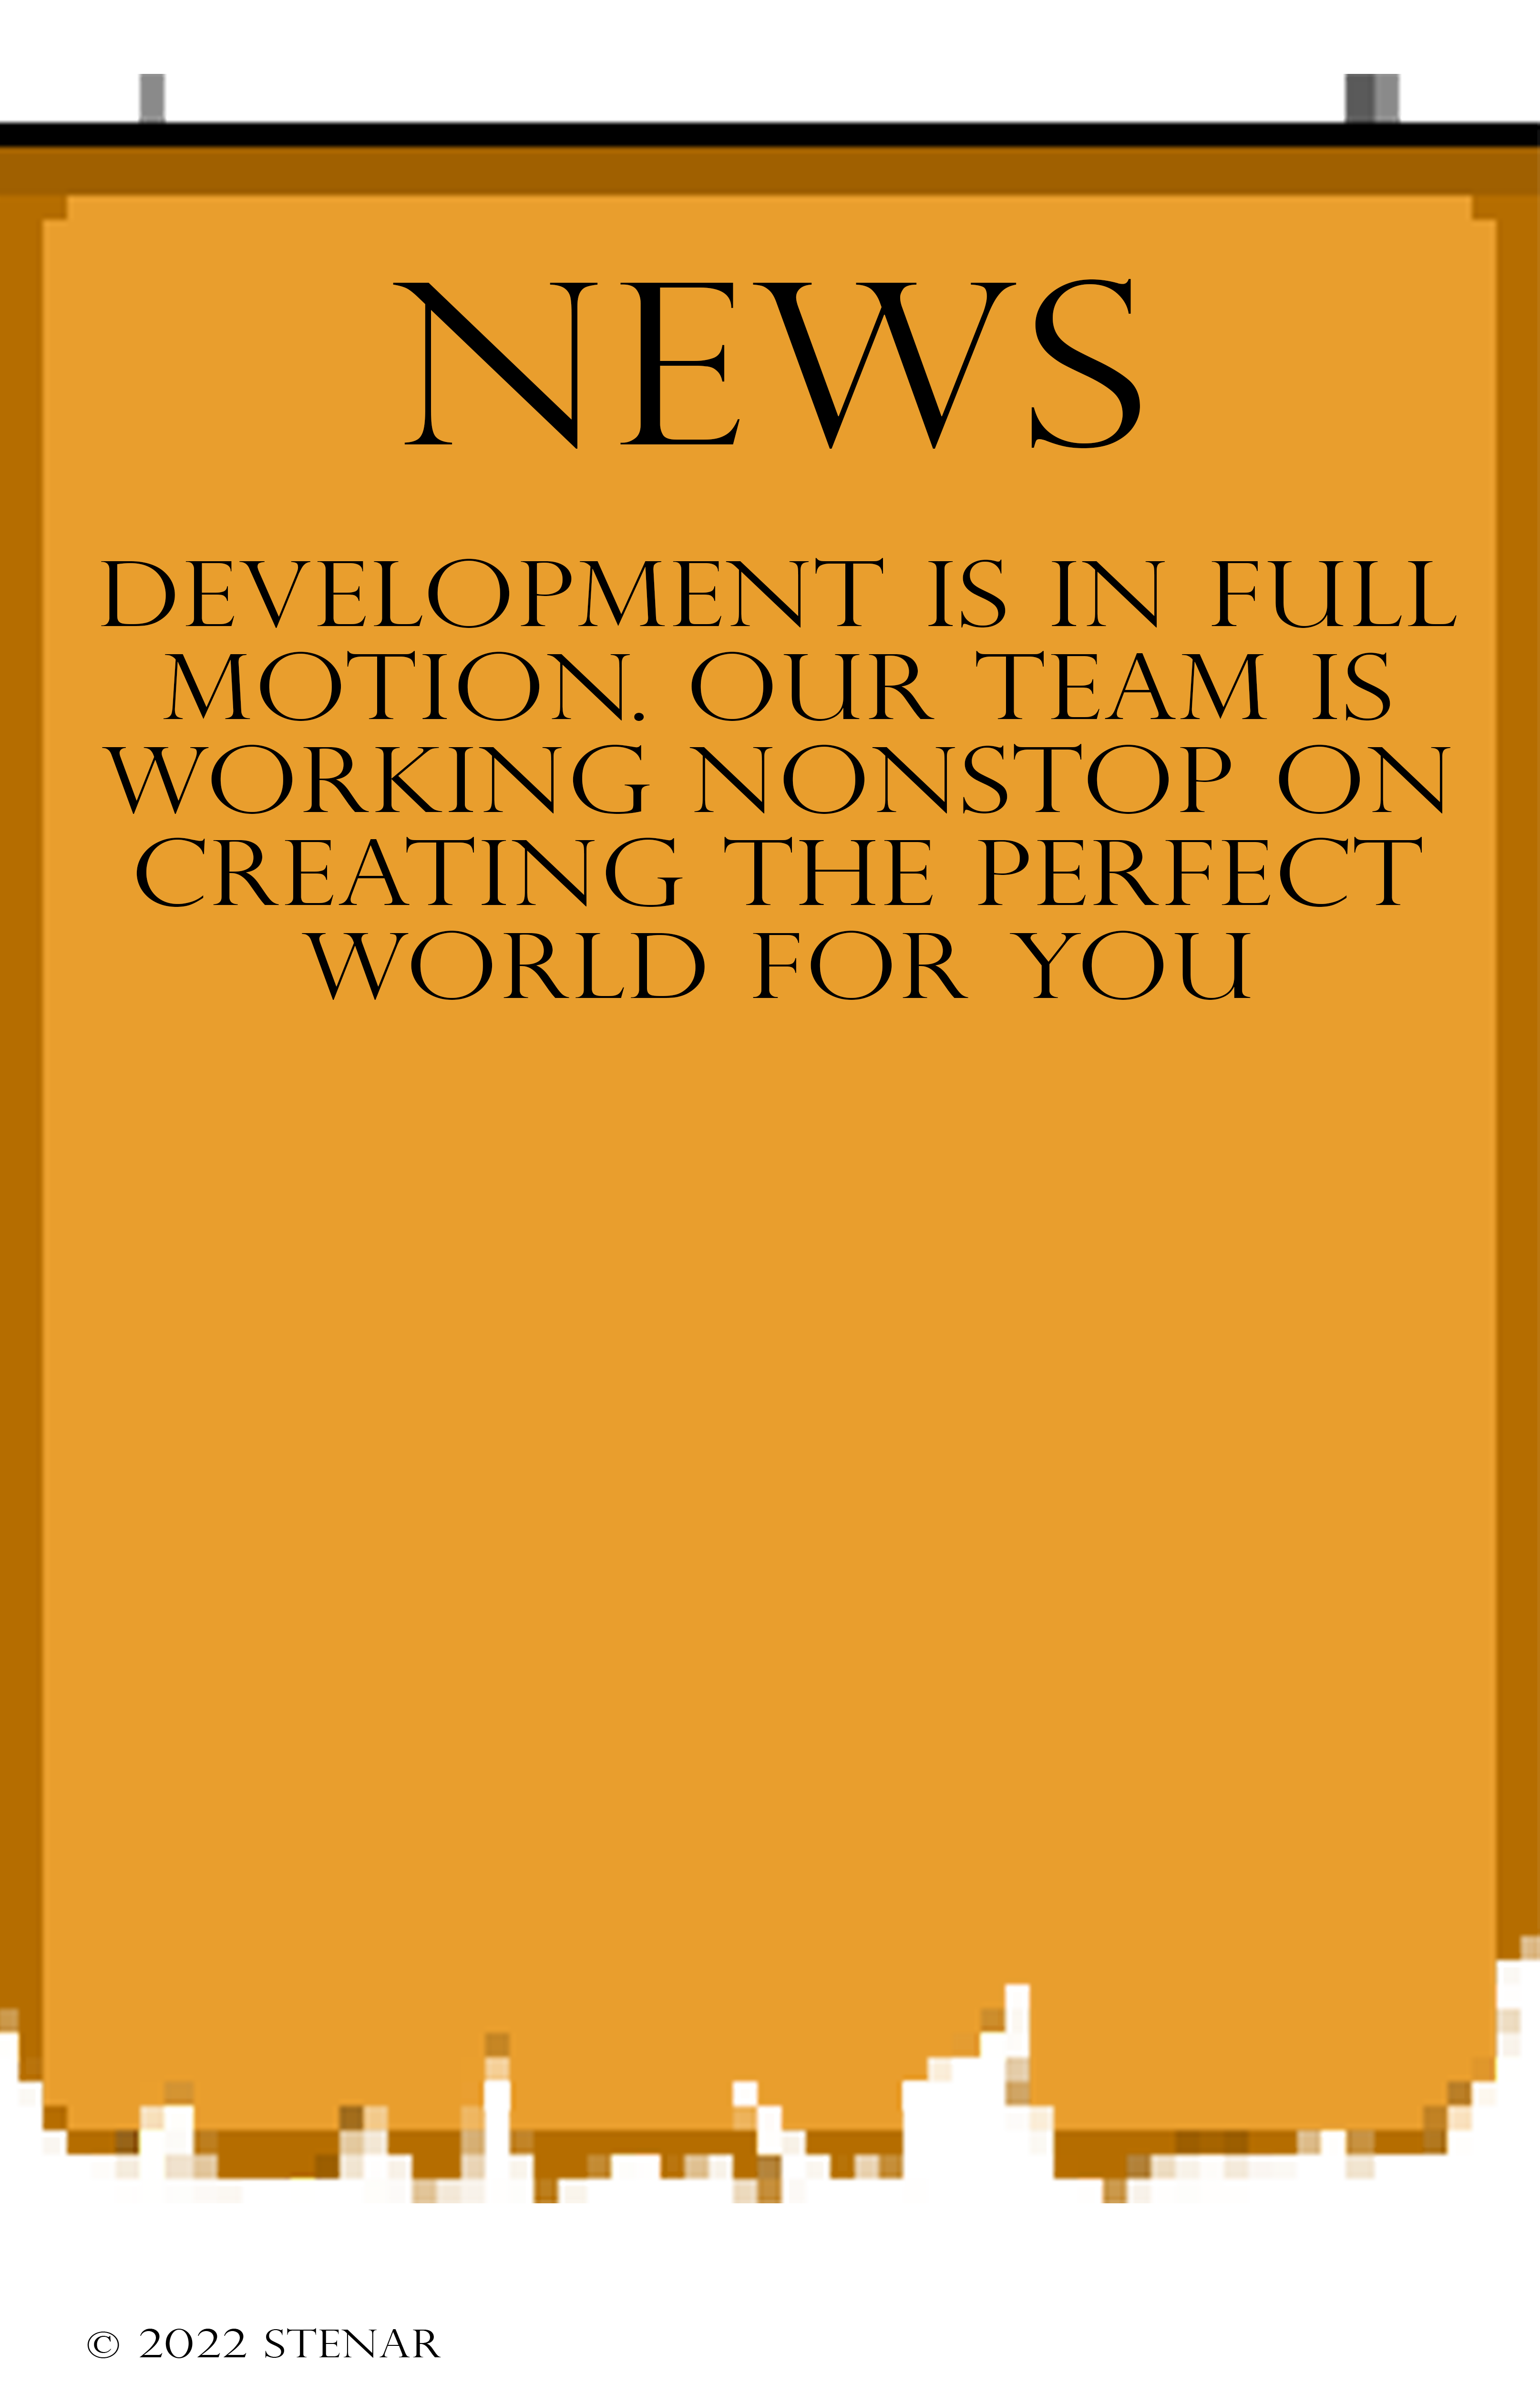 NEWS
DEVELOPMENT IS IN FULL
MOTION. OUR TEAM IS
WORKING NONSTOP ON
CREATING THE PERFECT
WORLD FOR YOU
© 2022 STENAR